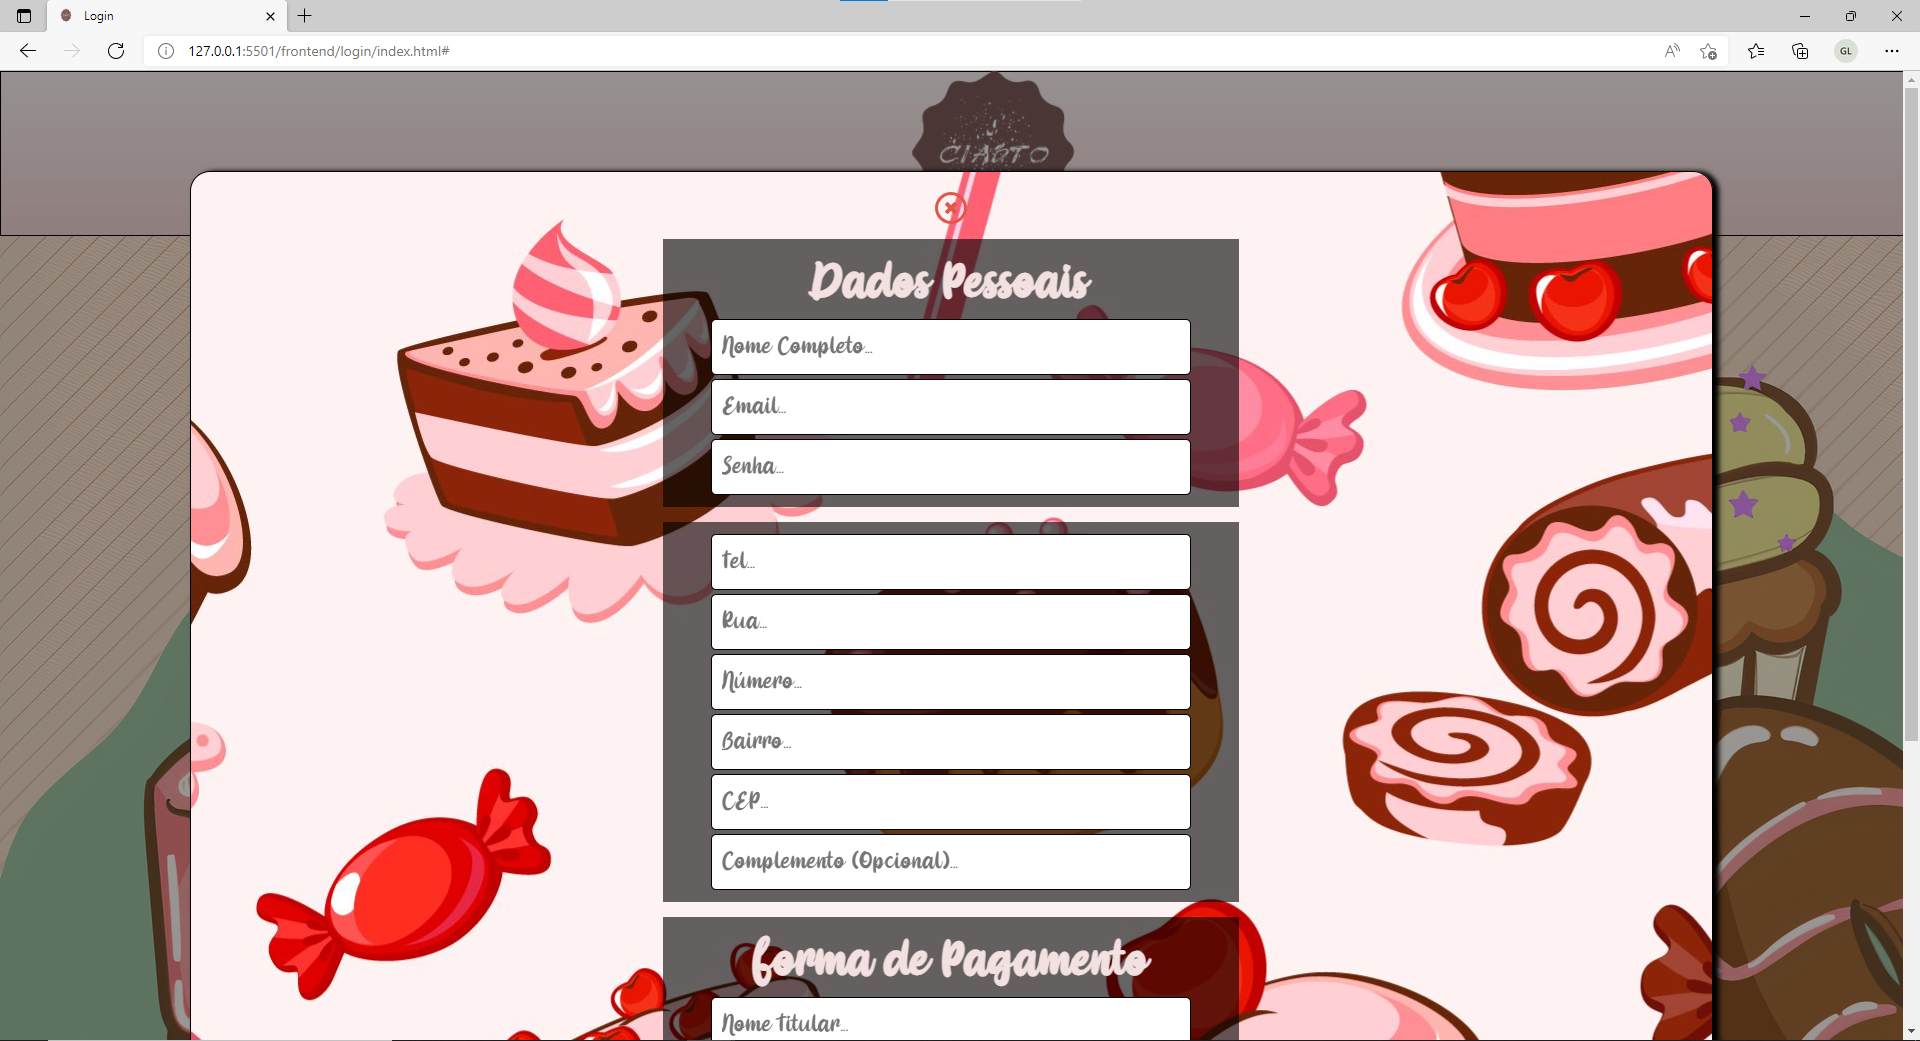 Login
127.0.0.1:5501/frontend/login/index.html#
GL
Dados Pessoais
Nome Completo...
Email...
Senha...
Tel...
Rua...
Número...
Bairro...
CEP...
Complemento (Opcional)...
Forma de Pagamento
Nome Titular...